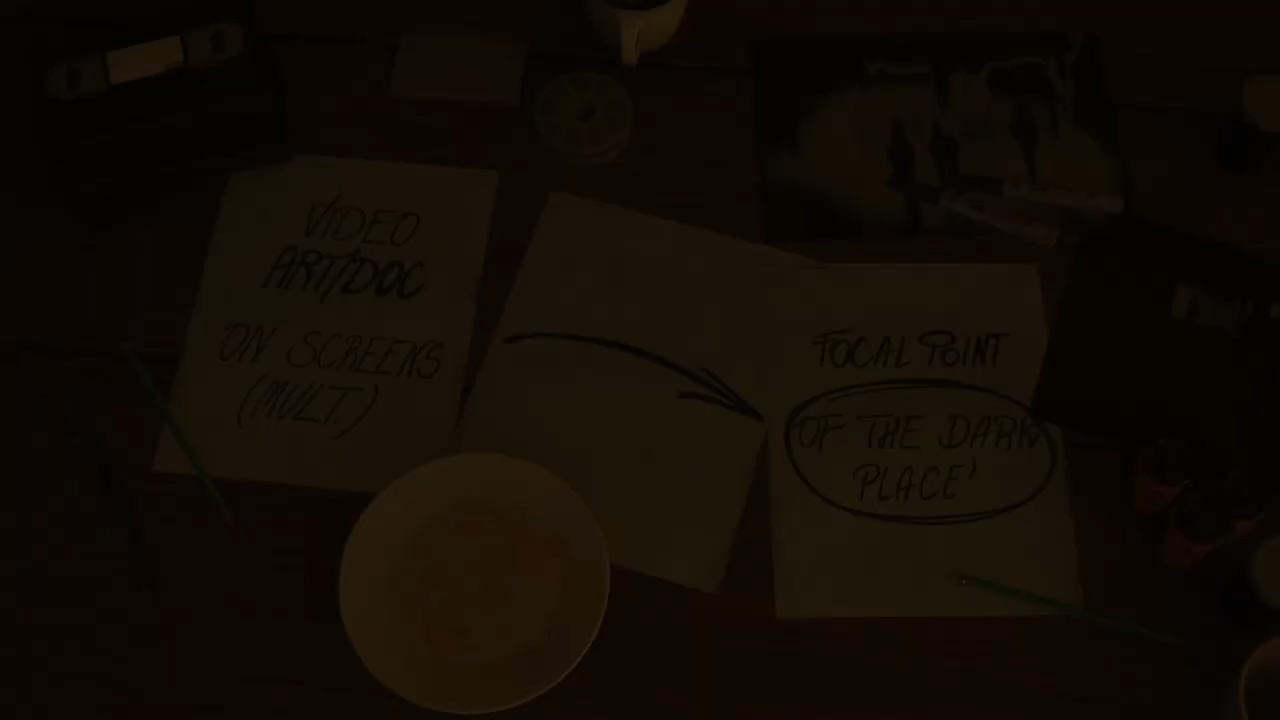 VIDEO
ART/DOC
ON SCREENS
(MULT.)
FOCAL POINT
OF THE DARK
PLACE'